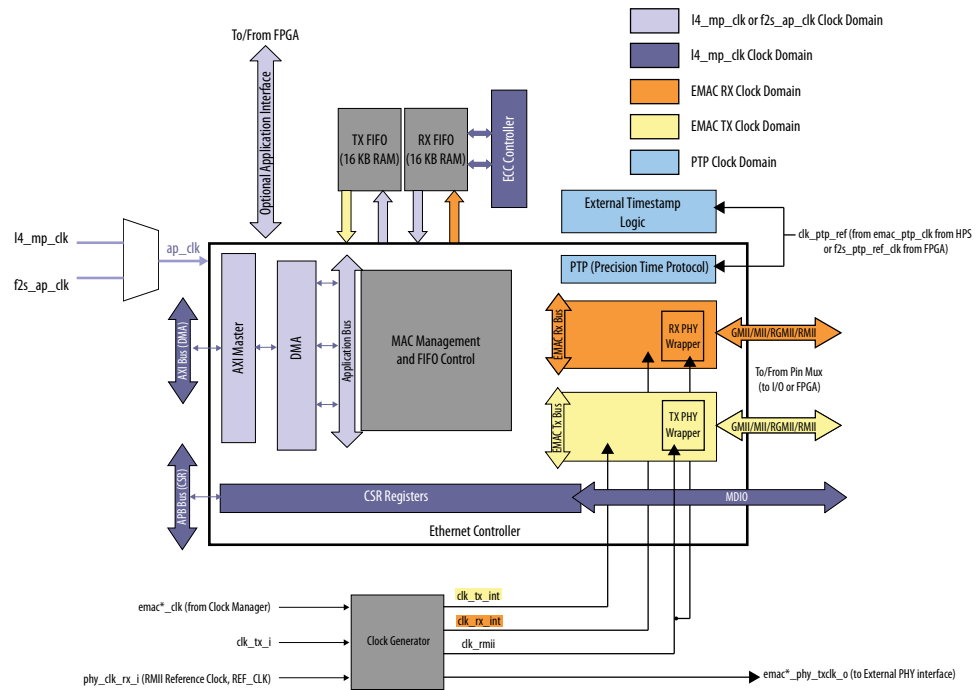 l4_mp_clk or f2s_ap_clk Clock Domain
l4_mp_clk Clock Domain
EMAC RX Clock Domain
EMAC TX Clock Domain
PTP Clock Domain
To/From FPGA
Optional Application Interface
TX FIFO
(16 KB RAM)
RX FIFO
(16 KB RAM)
ECC Controller
External Timestamp
Logic
clk_ptp_ref (from emac_ptp_clk from HPS
or f2s_ptp_ref_clk from FPGA)
PTP (Precision Time Protocol)
l4_mp_clk
f2s_ap_clk
ap_clk
AXI Bus (DMA)
AXI Master
DMA
Application Bus
MAC Management
and FIFO Control
EMAC Rx Bus
RX PHY
Wrapper
GMII/MII/RGMII/RMII
To/From Pin Mux
(to I/O or FPGA)
EMAC Tx Bus
TX PHY
Wrapper
GMII/MII/RGMII/RMII
APB Bus (CSR)
CSR Registers
MDIO
Ethernet Controller
emac*_clk (from Clock Manager)
clk_tx_i
phy_clk_rx_i (RMII Reference Clock, REF_CLK)
Clock Generator
clk_tx_int
clk_rx_int
clk_rmii
emac*_phy_txclk_o (to External PHY interface)